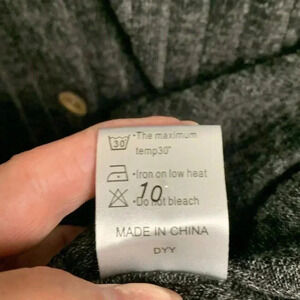 30 ·The maximum
temp30°
·Iron on low heat
10
·Do not bleach
MADE IN CHINA
DYY